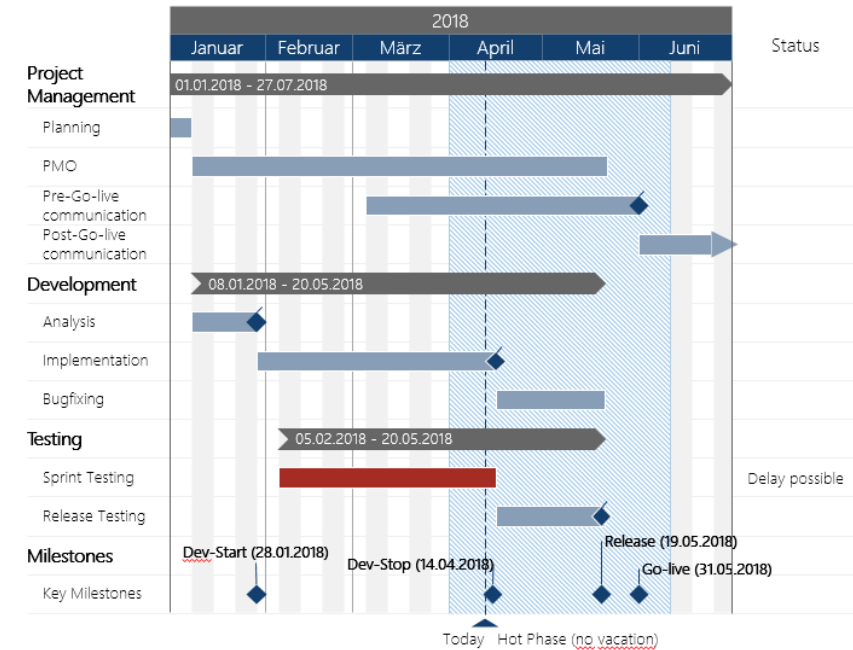 2018
Januar Februar März April Mai Juni Status
Project
Management
01.01.2018 - 27.07.2018
Planning
PMO
Pre-Go-live
communication
Post-Go-live
communication
Development 08.01.2018 - 20.05.2018
Analysis
Implementation
Bugfixing
Testing 05.02.2018 - 20.05.2018
Sprint Testing Delay possible
Release Testing
Release (19.05.2018)
Milestones Dev-Start (28.01.2018)
Dev-Stop (14.04.2018)
Go-live (31.05.2018)
Key Milestones
Today Hot Phase (no vacation)